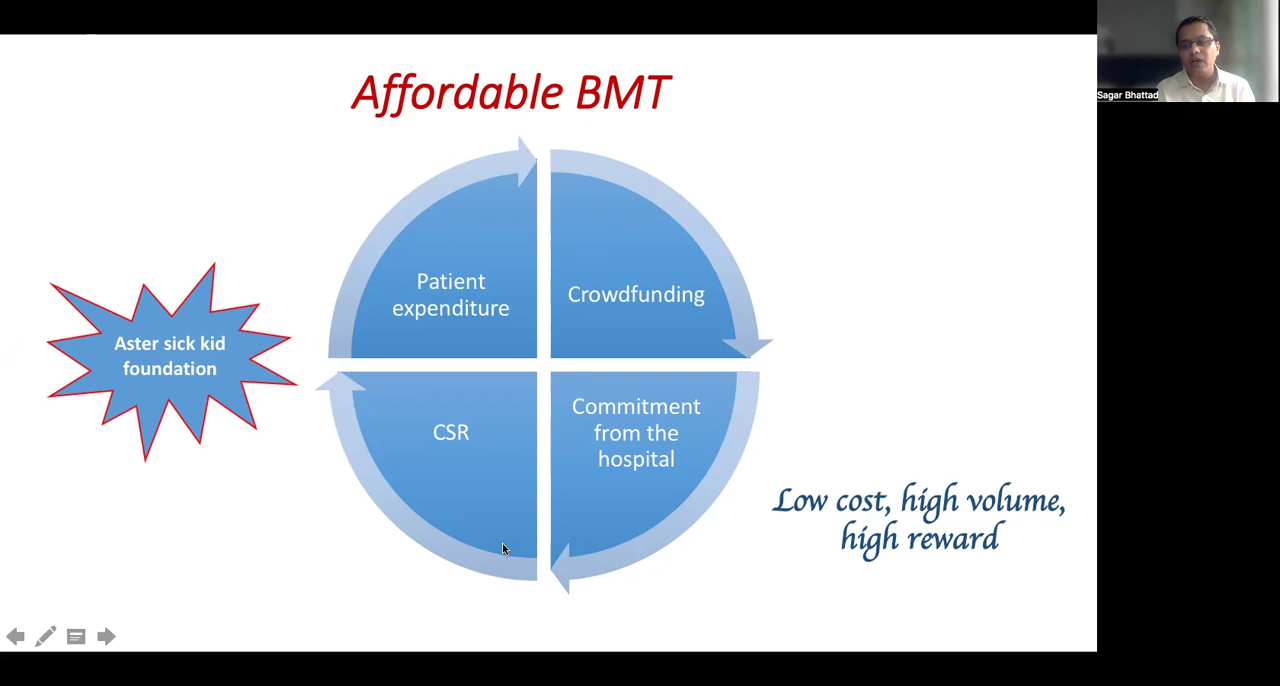 Affordable BMT
Sagar Bhattad
Patient
expenditure
Crowdfunding
Aster sick kid
foundation
CSR
Commitment
from the
hospital
Low cost, high volume,
high reward